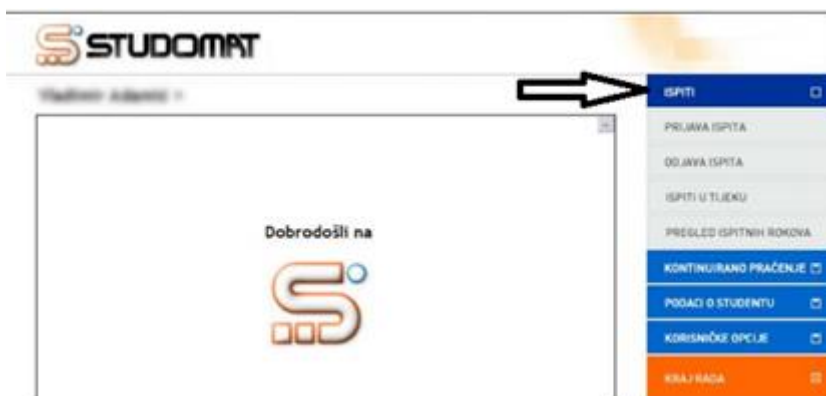 STUDOMAT
ISPITI
PRIJAVA ISPITA
ODJAVA ISPITA
ISPITI U TIJEKU
PREGLED ISPITNIH ROKOVA
KONTINUIRANO PRAĆENJE
PODACI O STUDENTU
KORISNIČKE OPCIJE
KRAJ RADA
Dobrodošli na